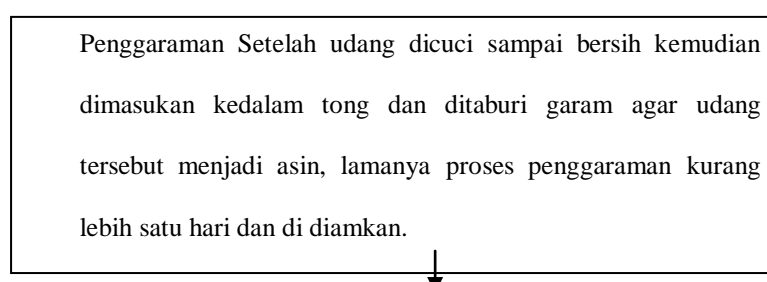 Penggaraman Setelah udang dicuci sampai bersih kemudian
dimasukan kedalam tong dan ditaburi garam agar udang
tersebut menjadi asin, lamanya proses penggaraman kurang
lebih satu hari dan di diamkan.